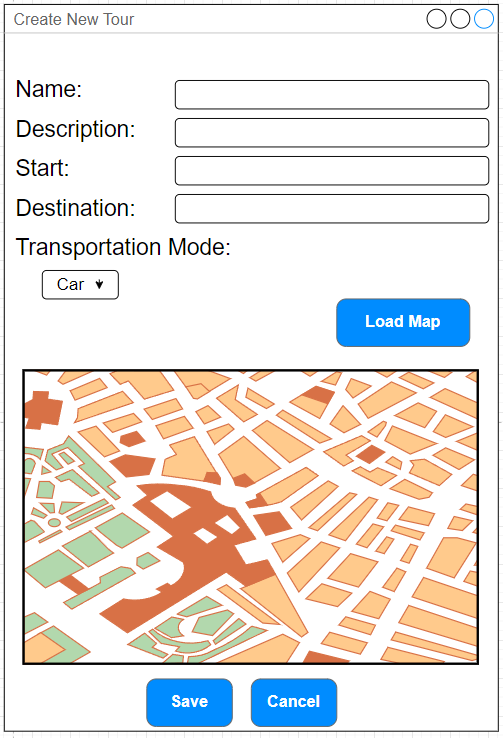 Create New Tour
Name:
Description:
Start:
Destination:
Transportation Mode:
Car
Load Map
Save
Cancel